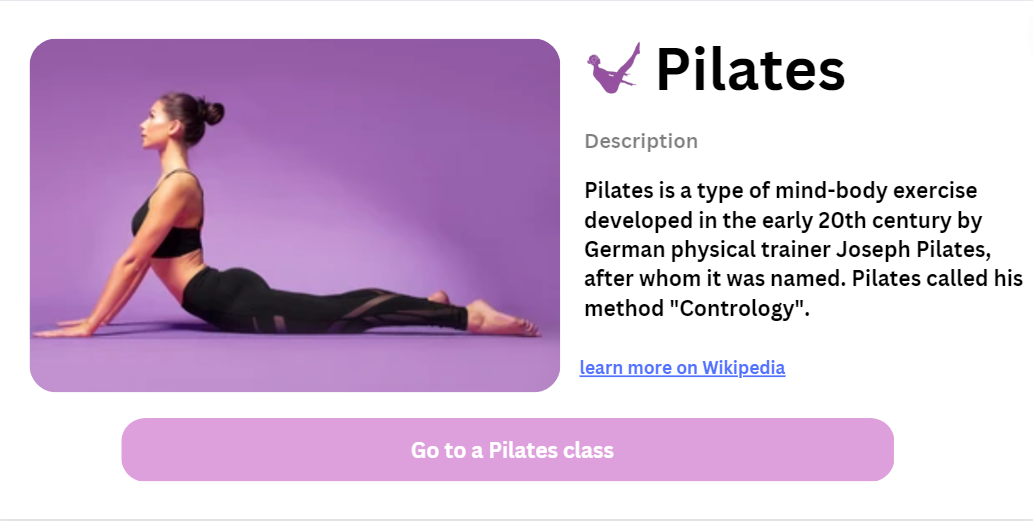 Pilates
Description
Pilates is a type of mind-body exercise
developed in the early 20th century by
German physical trainer Joseph Pilates,
after whom it was named. Pilates called his
method "Contrology".
learn more on Wikipedia
Go to a Pilates class